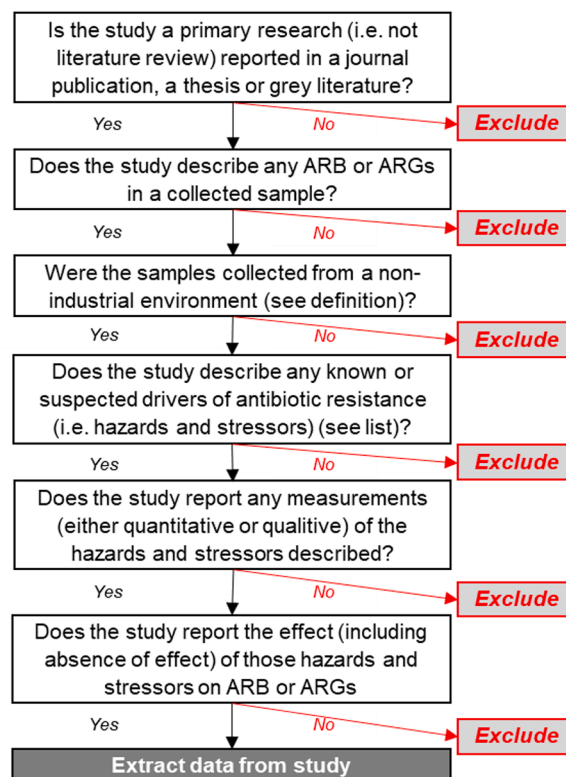 Is the study a primary research (i.e. not
literature review) reported in a journal
publication, a thesis or grey literature?
Yes
No
Exclude
Does the study describe any ARB or ARGs
in a collected sample?
Yes
No
Exclude
Were the samples collected from a non-
industrial environment (see definition)?
Yes
No
Exclude
Does the study describe any known or
suspected drivers of antibiotic resistance
(i.e. hazards and stressors) (see list)?
Yes
No
Exclude
Does the study report any measurements
(either quantitative or qualitive) of the
hazards and stressors described?
Yes
No
Exclude
Does the study report the effect (including
absence of effect) of those hazards and
stressors on ARB or ARGs
Yes
No
Exclude
Extract data from study